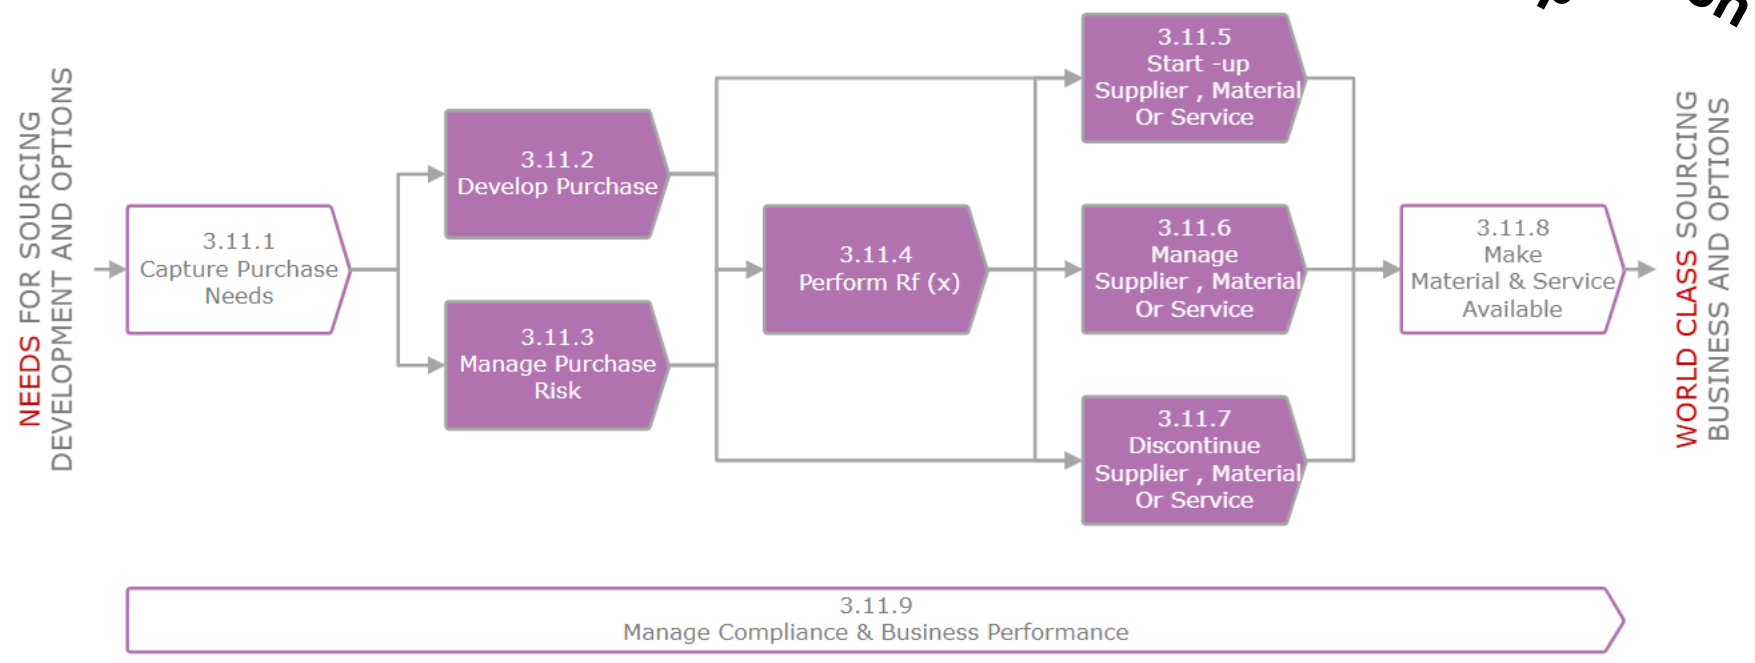 NEEDS FOR SOURCING
DEVELOPMENT AND OPTIONS
3.11.1
Capture Purchase
Needs
3.11.2
Develop Purchase
3.11.3
Manage Purchase
Risk
3.11.4
Perform Rf (x)
3.11.5
Start -up
Supplier , Material
Or Service
3.11.6
Manage
Supplier , Material
Or Service
3.11.7
Discontinue
Supplier , Material
Or Service
3.11.8
Make
Material & Service
Available
WORLD CLASS SOURCING
BUSINESS AND OPTIONS
3.11.9
Manage Compliance & Business Performance